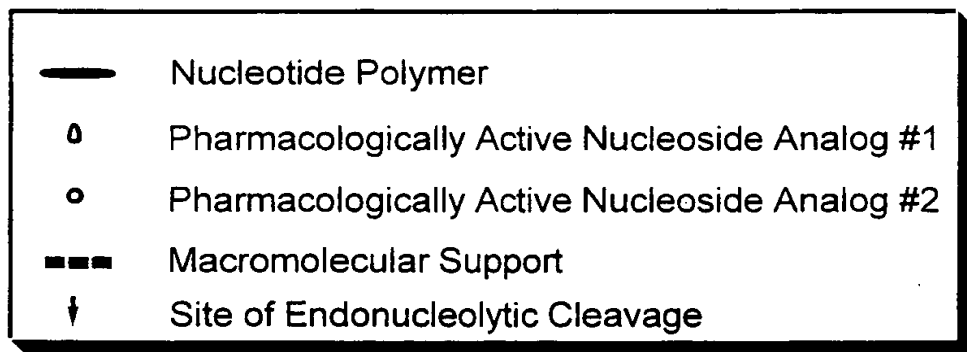 Nucleotide Polymer
Pharmacologically Active Nucleoside Analog #1
Pharmacologically Active Nucleoside Analog #2
Macromolecular Support
Site of Endonucleolytic Cleavage